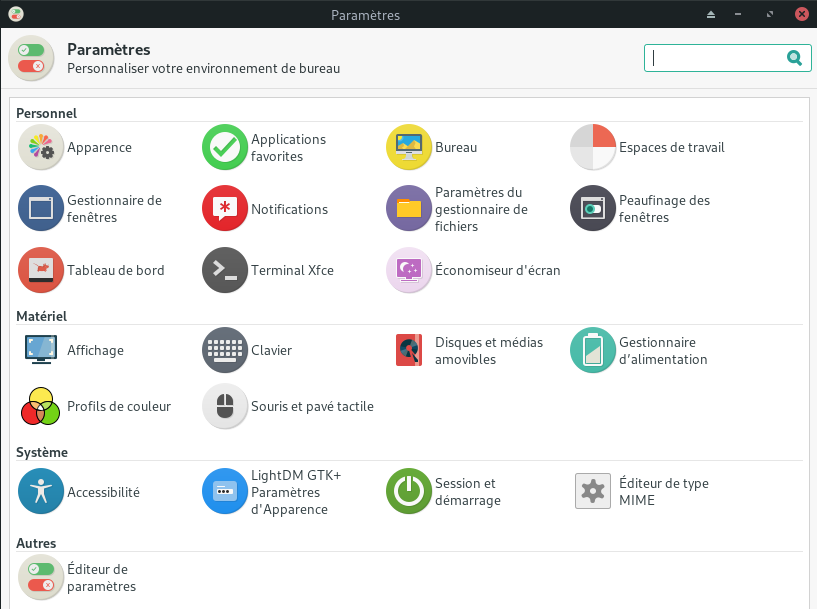 Paramètres
Paramètres
Personnaliser votre environnement de bureau
Personnel
Apparence
Applications
favorites
Bureau
Espaces de travail
Gestionnaire de
fenêtres
Notifications
Paramètres du
gestionnaire de
fichiers
Peaufinage des
fenêtres
Tableau de bord
Terminal Xfce
Économiseur d'écran
Matériel
Affichage
Clavier
Disques et médias
amovibles
Gestionnaire
d’alimentation
Profils de couleur
Souris et pavé tactile
Système
Accessibilité
LightDM GTK+
Paramètres
d'Apparence
Session et
démarrage
Éditeur de type
MIME
Autres
Éditeur de
paramètres